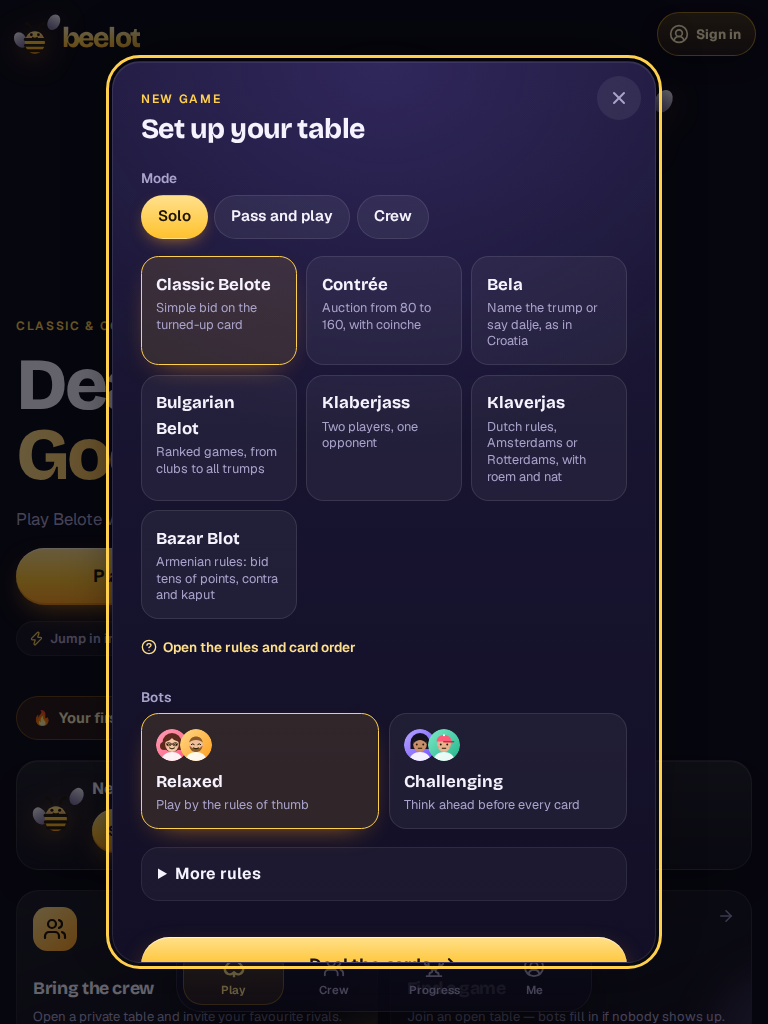 beelot
Sign in
NEW GAME
Set up your table
Mode
Solo
Pass and play
Crew
Classic Belote
Simple bid on the
turned-up card
Contrée
Auction from 80 to
160, with coinche
Bela
Name the trump or
say dalje, as in
Croatia
Bulgarian
Belot
Ranked games, from
clubs to all trumps
Klaberjass
Two players, one
opponent
Klaverjas
Dutch rules,
Amsterdams or
Rotterdams, with
roem and nat
Bazar Blot
Armenian rules: bid
tens of points, contra
and kaput
Open the rules and card order
Bots
Relaxed
Play by the rules of thumb
Challenging
Think ahead before every card
More rules
Deal the cards
CLASSIC &
Play Belote
Jump in
Your
Bring the crew
Open a private table and invite your favourite rivals.
a game
Join an open table — bots fill in if nobody shows up.
Play
Crew
Progress
Me